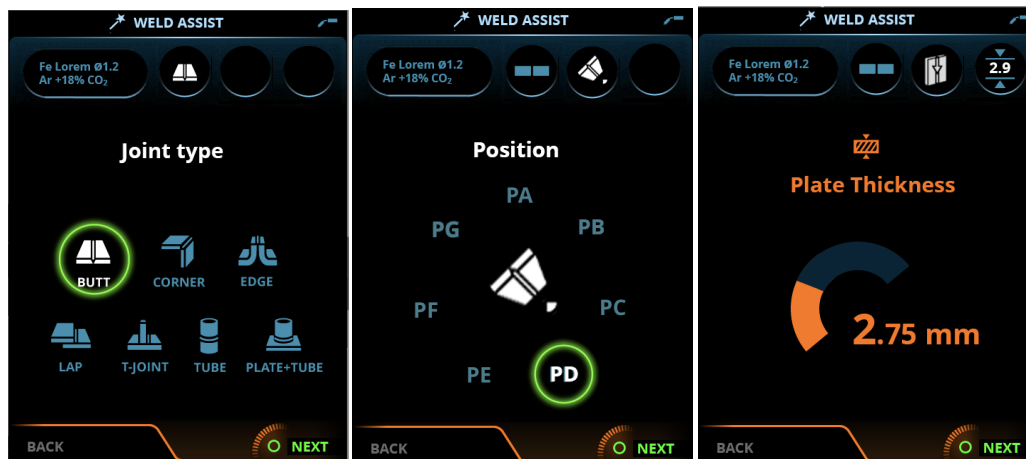 WELD ASSIST
Fe Lorem ø1.2
Ar +18% CO₂
Joint type
BUTT
CORNER
EDGE
LAP
T-JOINT
TUBE
PLATE+TUBE
BACK
NEXT
WELD ASSIST
Fe Lorem ø1.2
Ar +18% CO₂
Position
PA
PG
PB
PF
PC
PE
PD
BACK
NEXT
WELD ASSIST
Fe Lorem ø1.2
Ar +18% CO₂
2.9
Plate Thickness
2.75 mm
BACK
NEXT